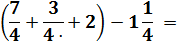 (7/4 + 3/4 . + 2) − 1 1/4 =